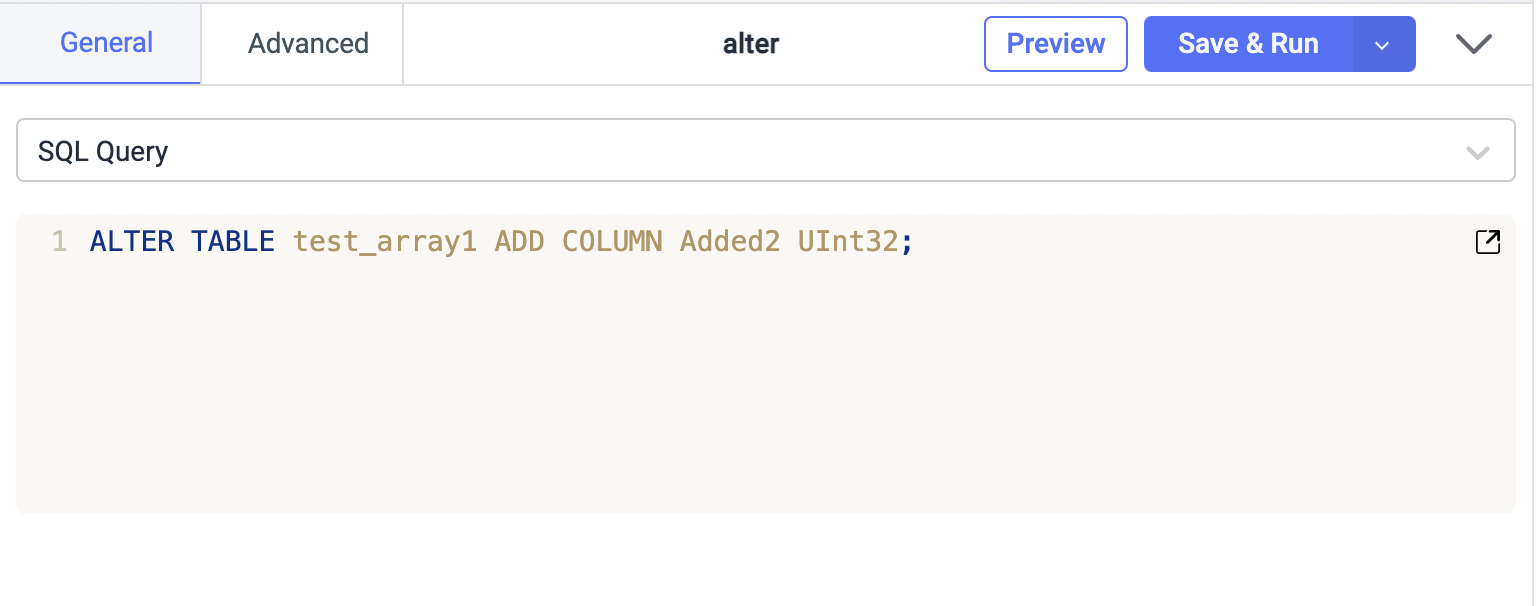 General Advanced alter Preview Save & Run
SQL Query
1 ALTER TABLE test_array1 ADD COLUMN Added2 UInt32;